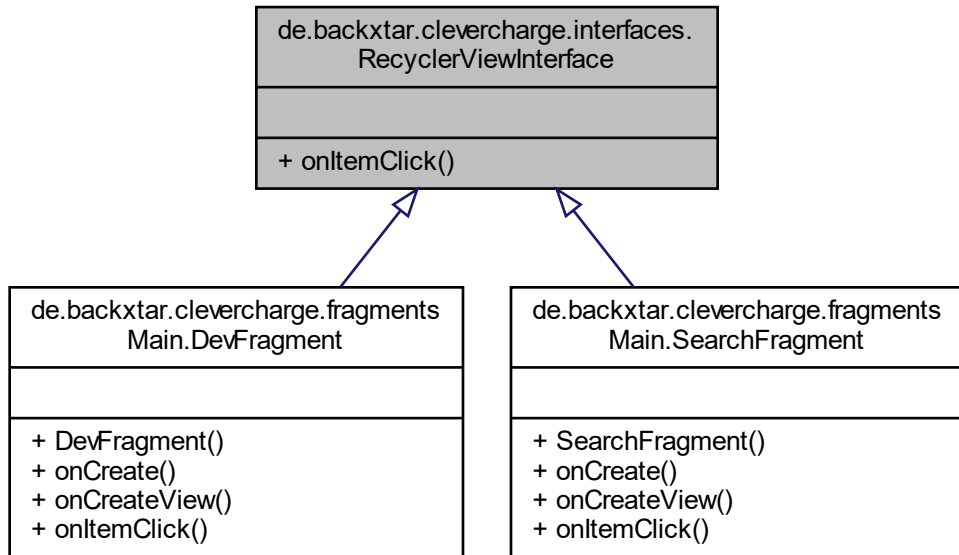 de.backxtar.clevercharge.interfaces.
RecyclerViewInterface
+ onItemClick()
de.backxtar.clevercharge.fragments
Main.DevFragment
+ DevFragment()
+ onCreate()
+ onCreateView()
+ onItemClick()
de.backxtar.clevercharge.fragments
Main.SearchFragment
+ SearchFragment()
+ onCreate()
+ onCreateView()
+ onItemClick()